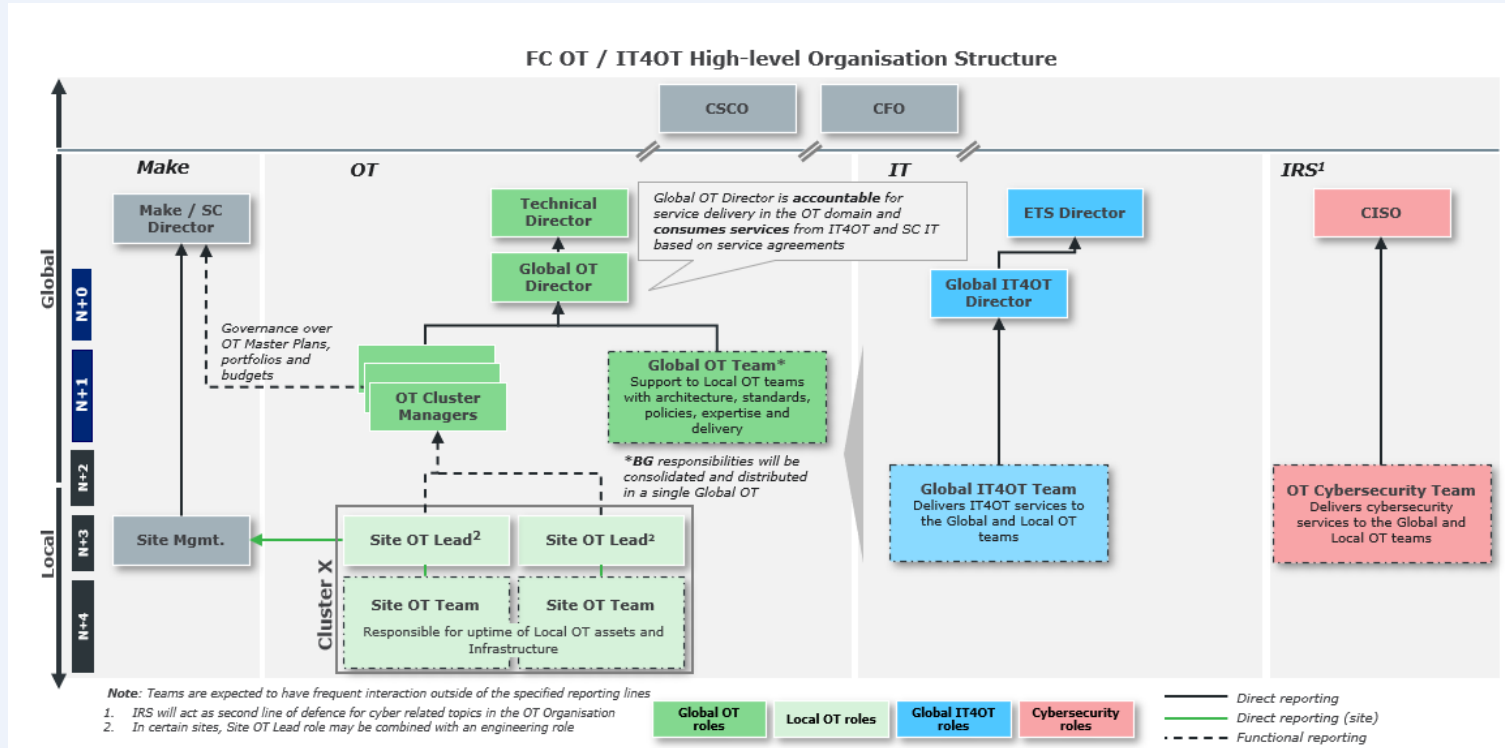 FC OT / IT4OT High-level Organisation Structure
CSCO
CFO
Global
Local
N+0
N+1
N+2
N+3
N+4
Make
Make / SC
Director
Governance over
OT Master Plans,
portfolios and
budgets
Site Mgmt.
OT
Technical
Director
Global OT
Director
Global OT Director is accountable for
service delivery in the OT domain and
consumes services from IT4OT and SC IT
based on service agreements
OT Cluster
Managers
Global OT Team*
Support to Local OT teams
with architecture, standards,
policies, expertise and
delivery
*BG responsibilities will be
consolidated and distributed
in a single Global OT
Cluster X
Site OT Lead²
Site OT Lead²
Site OT Team
Site OT Team
Responsible for uptime of Local OT assets and
Infrastructure
IT
ETS Director
Global IT4OT
Director
Global IT4OT Team
Delivers IT4OT services to
the Global and Local OT
teams
IRS¹
CISO
OT Cybersecurity Team
Delivers cybersecurity
services to the Global and
Local OT teams
Note: Teams are expected to have frequent interaction outside of the specified reporting lines
1. IRS will act as second line of defence for cyber related topics in the OT Organisation
2. In certain sites, Site OT Lead role may be combined with an engineering role
Global OT
roles
Local OT roles
Global IT4OT
roles
Cybersecurity
roles
Direct reporting
Direct reporting (site)
Functional reporting